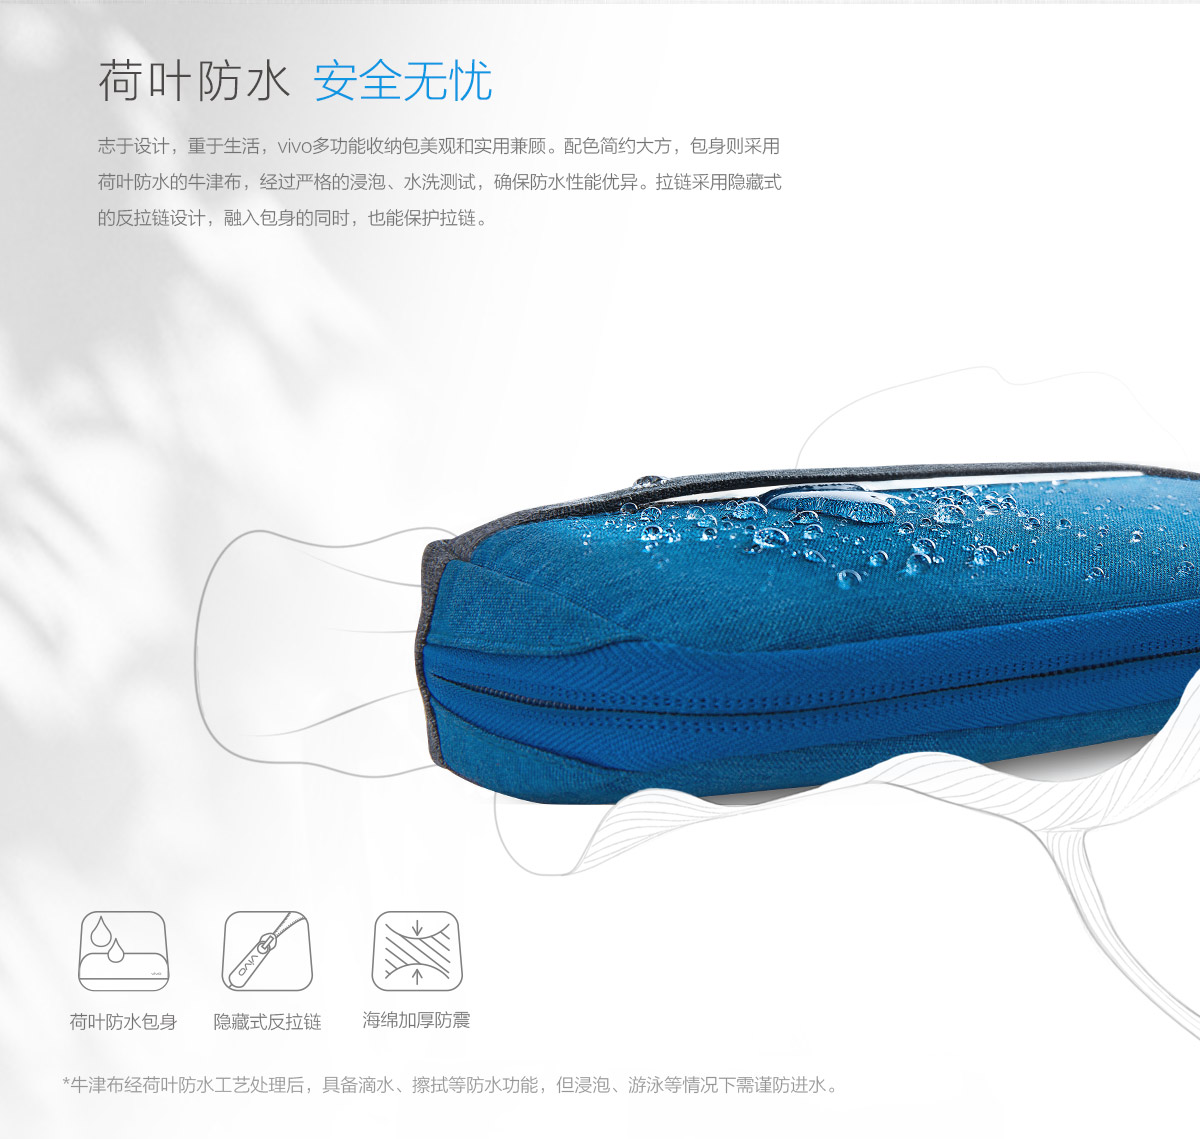 荷叶防水 安全无忧
志于设计，重于生活，vivo多功能收纳包美观和实用兼顾。配色简约大方，包身则采用
荷叶防水的牛津布，经过严格的浸泡、水洗测试，确保防水性能优异。拉链采用隐藏式
的反拉链设计，融入包身的同时，也能保护拉链。
vivo
vivo
荷叶防水包身
隐藏式反拉链
海绵加厚防震
*牛津布经荷叶防水工艺处理后，具备滴水、擦拭等防水功能，但浸泡、游泳等情况下需谨防进水。